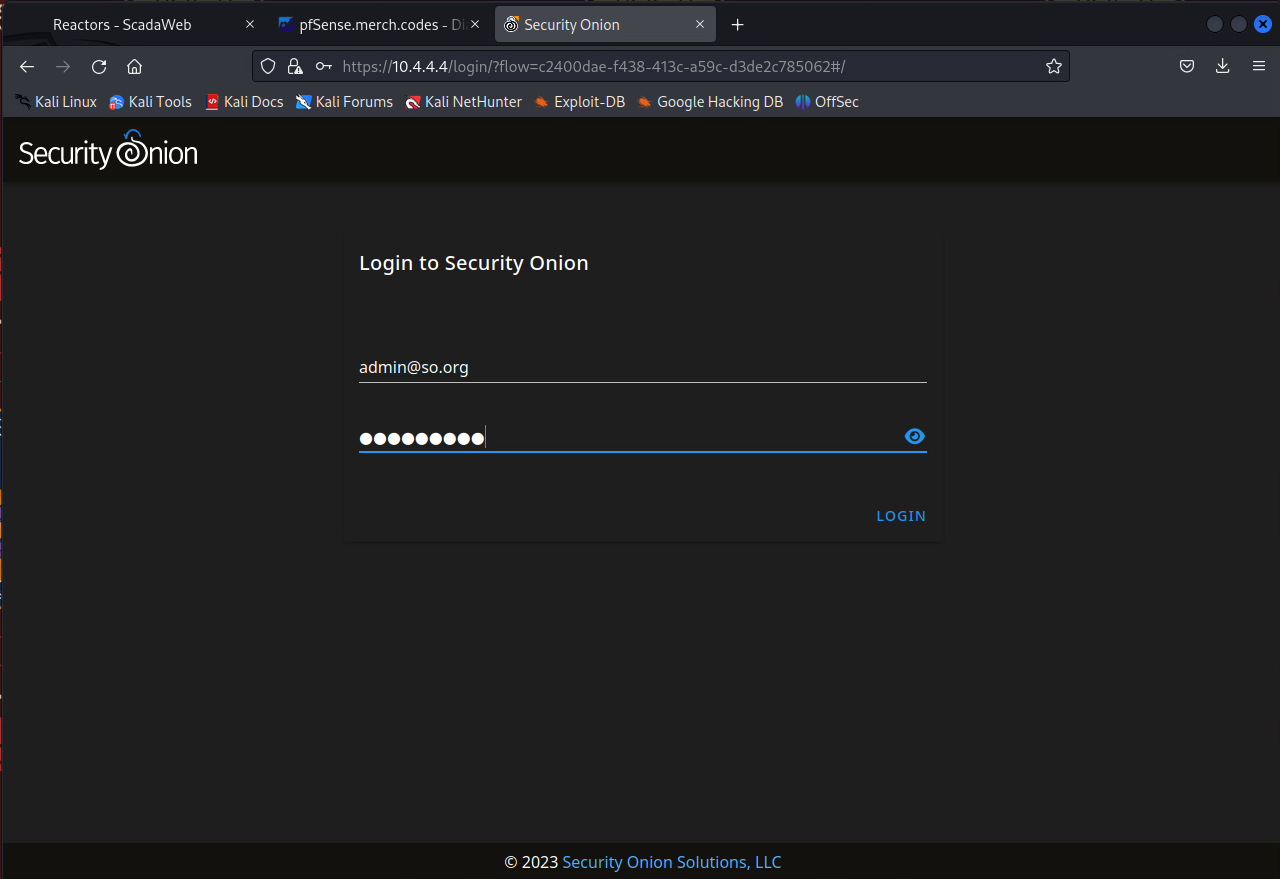 Reactors - ScadaWeb
pfSense.merch.codes - Di
Security Onion
https://10.4.4.4/login/?flow=c2400dae-f438-413c-a59c-d3de2c785062#/
Kali Linux Kali Tools Kali Docs Kali Forums Kali NetHunter Exploit-DB Google Hacking DB OffSec
Security Onion
Login to Security Onion
admin@so.org
●●●●●●●●●
LOGIN
© 2023 Security Onion Solutions, LLC